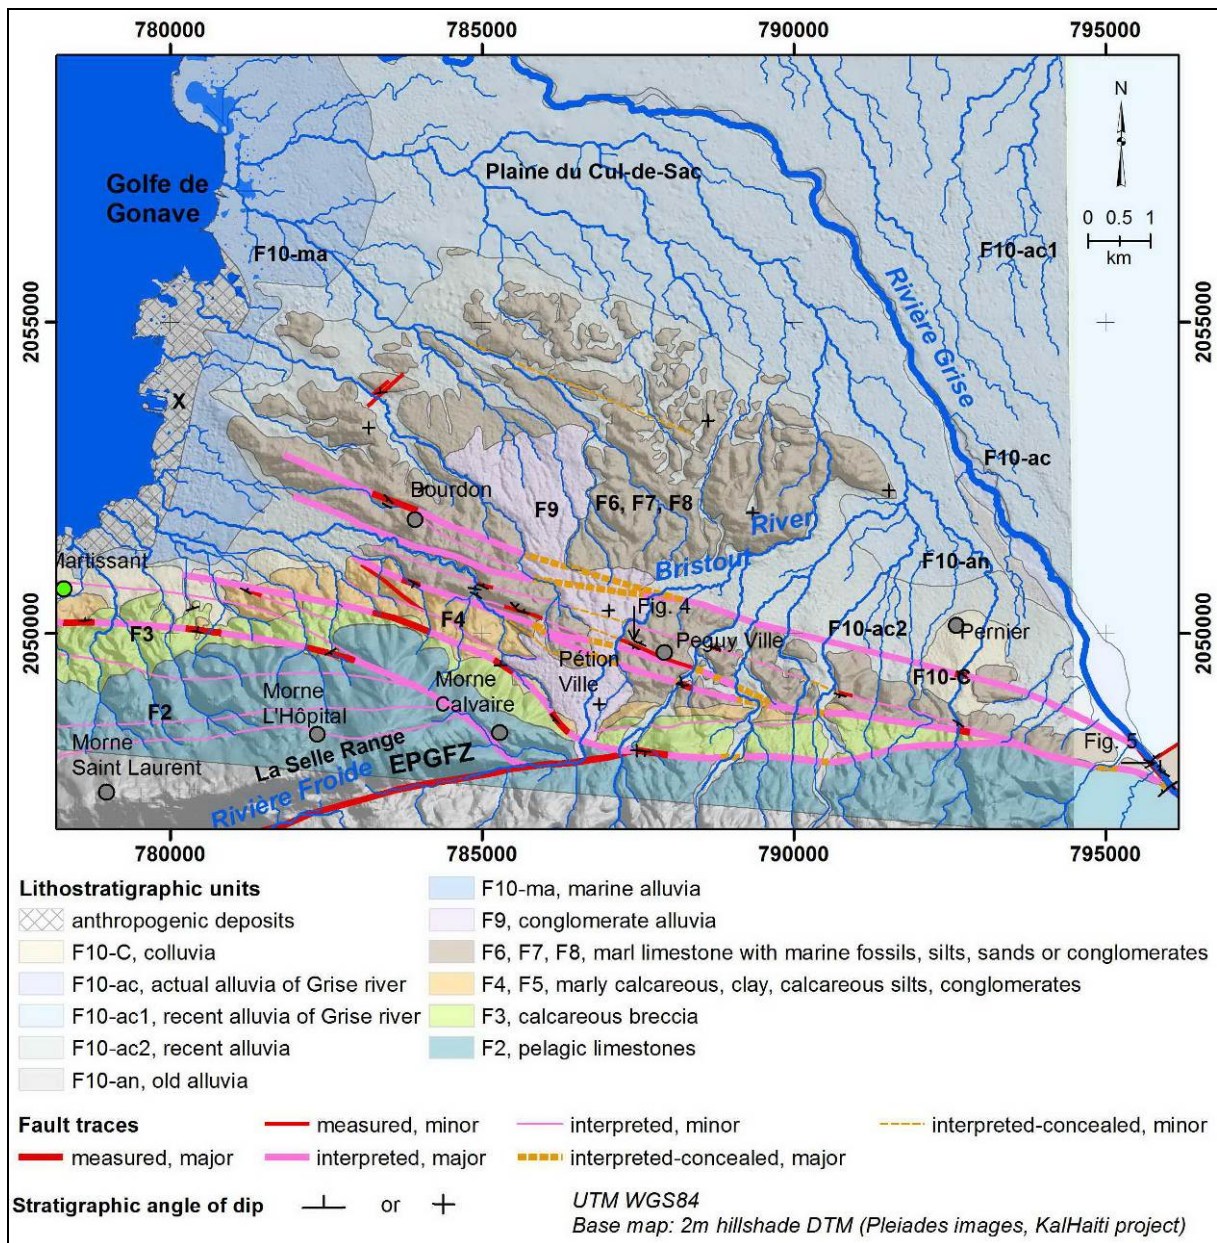 780000 785000 790000 795000
N
0 0.5 1
km
Golfe de
Gonave
Plaine du Cul-de-Sac
F10-ma
F10-ac1
2055000
2055000
Rivière Grise
X
F10-ac
Bourdon
F9
F6, F7, F8
River
Bristout
Martissant
F10-an
Fig. 4
2050000
2050000
F3
F4
F10-ac2
Pernier
Peguy Ville
Pétion
Ville
F10-C
Morne
Calvaire
F2
Morne
L'Hôpital
Morne
Saint Laurent
La Selle Range
EPGFZ
Fig. 5
Rivière Froide
780000 785000 790000 795000
Lithostratigraphic units
anthropogenic deposits
F10-C, colluvia
F10-ac, actual alluvia of Grise river
F10-ac1, recent alluvia of Grise river
F10-ac2, recent alluvia
F10-an, old alluvia
F10-ma, marine alluvia
F9, conglomerate alluvia
F6, F7, F8, marl limestone with marine fossils, silts, sands or conglomerates
F4, F5, marly calcareous, clay, calcareous silts, conglomerates
F3, calcareous breccia
F2, pelagic limestones
Fault traces
measured, minor
interpreted, minor
interpreted-concealed, minor
measured, major
interpreted, major
interpreted-concealed, major
Stratigraphic angle of dip or
UTM WGS84
Base map: 2m hillshade DTM (Pleiades images, KalHaiti project)